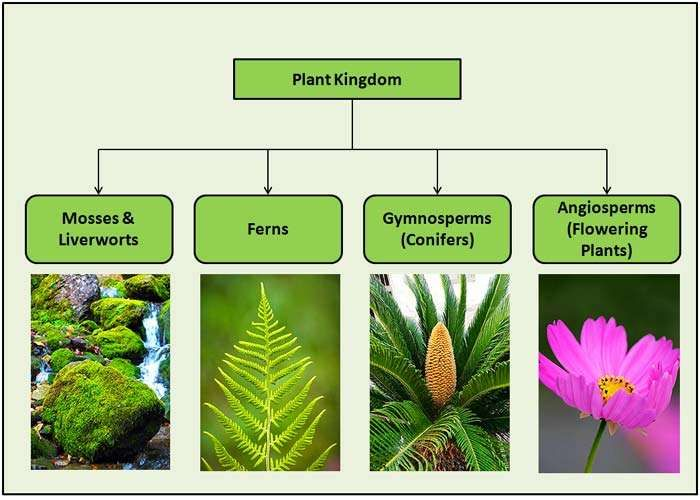 Plant Kingdom
Mosses &
Liverworts
Ferns
Gymnosperms
(Conifers)
Angiosperms
(Flowering
Plants)